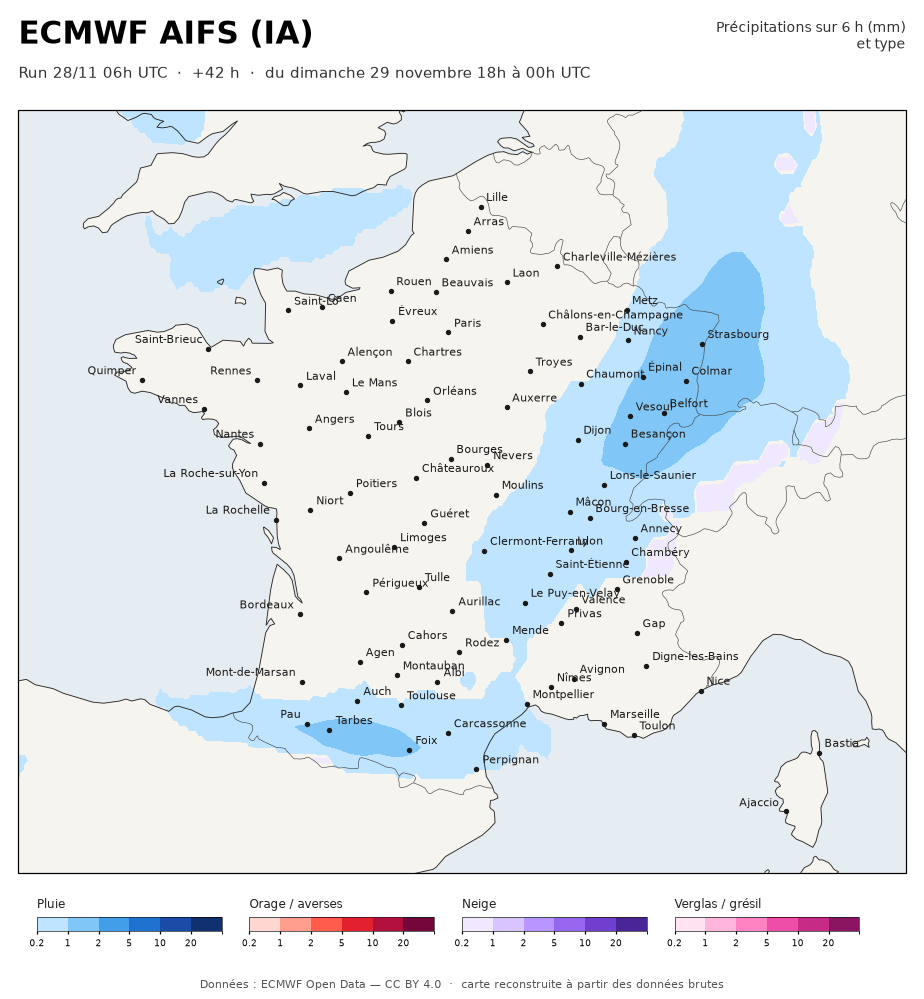 ECMWF AIFS (IA)
Précipitations sur 6 h (mm)
et type
Run 28/11 06h UTC · +42 h · du dimanche 29 novembre 18h à 00h UTC
Lille
Arras
Amiens
Charleville-Mézières
Laon
Rouen
Beauvais
Saint-Lô
Caen
Metz
Évreux
Châlons-en-Champagne
Paris
Bar-le-Duc
Nancy
Strasbourg
Saint-Brieuc
Alençon
Chartres
Troyes
Quimper
Rennes
Laval
Le Mans
Chaumont
Épinal
Colmar
Vannes
Orléans
Auxerre
Blois
Vesoul
Belfort
Angers
Tours
Nantes
Dijon
Besançon
Bourges
Nevers
La Roche-sur-Yon
Châteauroux
Lons-le-Saunier
Poitiers
Moulins
Niort
Mâcon
Bourg-en-Bresse
La Rochelle
Guéret
Annecy
Limoges
Angoulême
Clermont-Ferrand
Lyon
Chambéry
Saint-Étienne
Périgueux
Tulle
Grenoble
Le Puy-en-Velay
Valence
Bordeaux
Aurillac
Privas
Cahors
Rodez
Mende
Gap
Agen
Digne-les-Bains
Mont-de-Marsan
Montauban
Albi
Nîmes
Avignon
Nice
Auch
Toulouse
Montpellier
Pau
Tarbes
Carcassonne
Marseille
Toulon
Foix
Perpignan
Bastia
Ajaccio
Pluie
0.2 1 2 5 10 20
Orage / averses
0.2 1 2 5 10 20
Neige
0.2 1 2 5 10 20
Verglas / grésil
0.2 1 2 5 10 20
Données : ECMWF Open Data — CC BY 4.0 · carte reconstruite à partir des données brutes